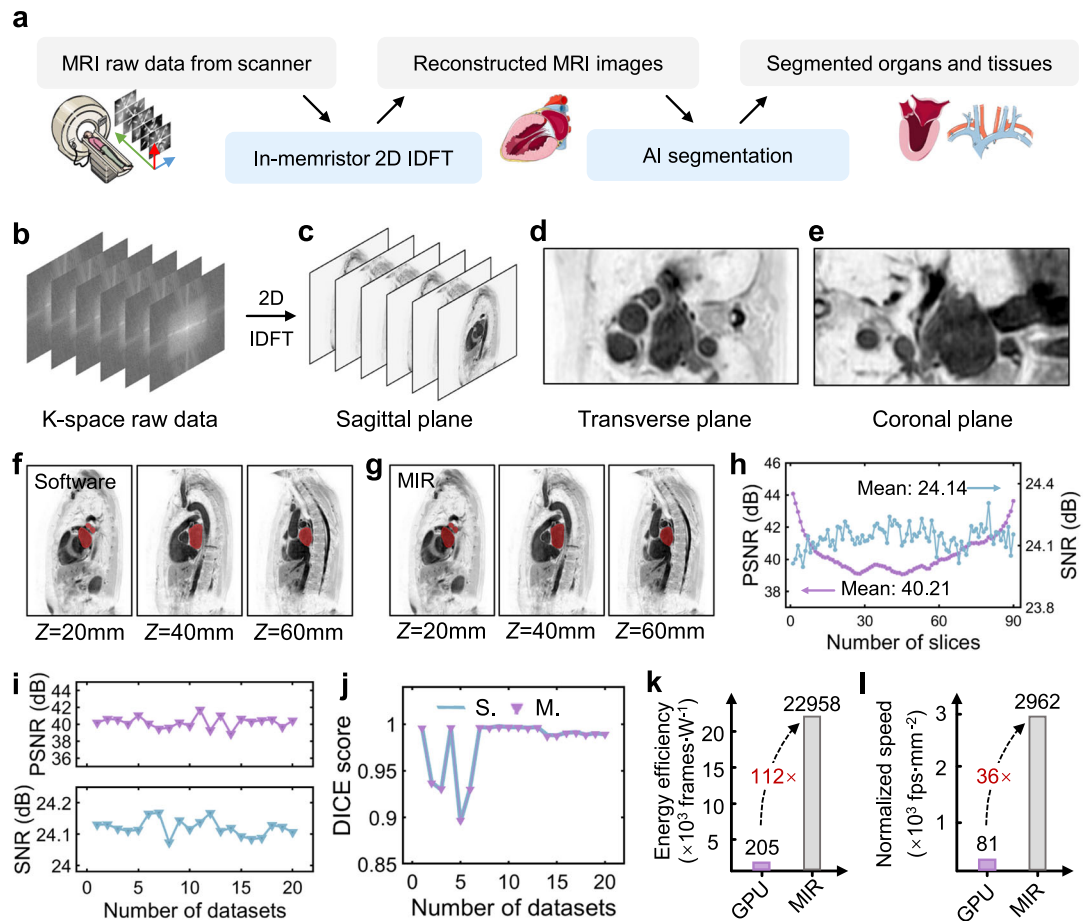 a
MRI raw data from scanner
Reconstructed MRI images
Segmented organs and tissues
In-memristor 2D IDFT
AI segmentation
b
c
d
e
2D
IDFT
K-space raw data
Sagittal plane
Transverse plane
Coronal plane
f
Software
Z=20mm
Z=40mm
Z=60mm
g
MIR
Z=20mm
Z=40mm
Z=60mm
h
PSNR (dB)
46
44
42
40
38
Mean: 24.14
Mean: 40.21
24.4
24.1
23.8
SNR (dB)
1
30
60
90
Number of slices
i
PSNR (dB)
44
42
40
38
36
SNR (dB)
24.2
24.1
24
0
5
10
15
20
Number of datasets
j
S.
M.
DICE score
1
0.95
0.9
0.85
0
5
10
15
20
Number of datasets
k
Energy efficiency
(×10³ frames·W⁻¹)
20
15
10
5
22958
112×
205
GPU
MIR
l
Normalized speed
(×10³ fps·mm⁻²)
3
2
1
0
2962
36×
81
GPU
MIR